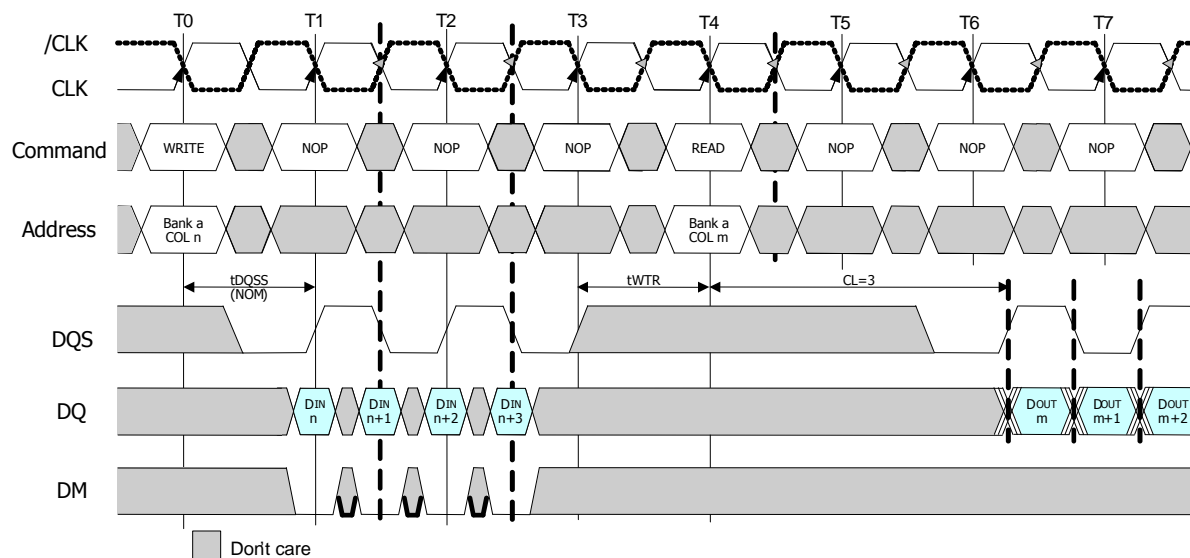 T0 T1 T2 T3 T4 T5 T6 T7
/CLK
CLK
Command WRITE NOP NOP NOP READ NOP NOP NOP
Address Bank a COL n Bank a COL m
tDQSS (NOM) tWTR CL=3
DQS
DQ DIN n DIN n+1 DIN n+2 DIN n+3 DOUT m DOUT m+1 DOUT m+2
DM
Don't care